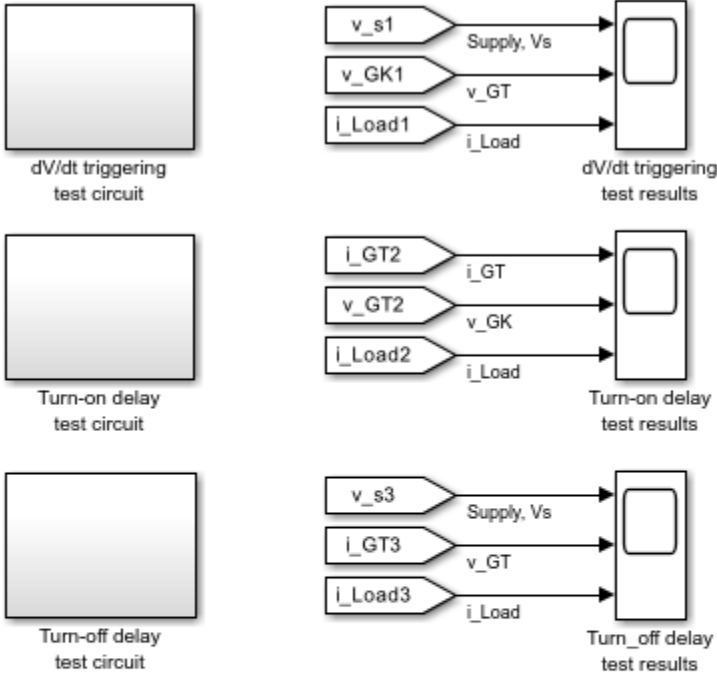 v_s1
Supply, Vs
v_GK1
v_GT
i_Load1
i_Load
dV/dt triggering
test circuit
dV/dt triggering
test results
i_GT2
i_GT
v_GT2
v_GK
i_Load2
i_Load
Turn-on delay
test circuit
Turn-on delay
test results
v_s3
Supply, Vs
i_GT3
v_GT
i_Load3
i_Load
Turn-off delay
test circuit
Turn_off delay
test results